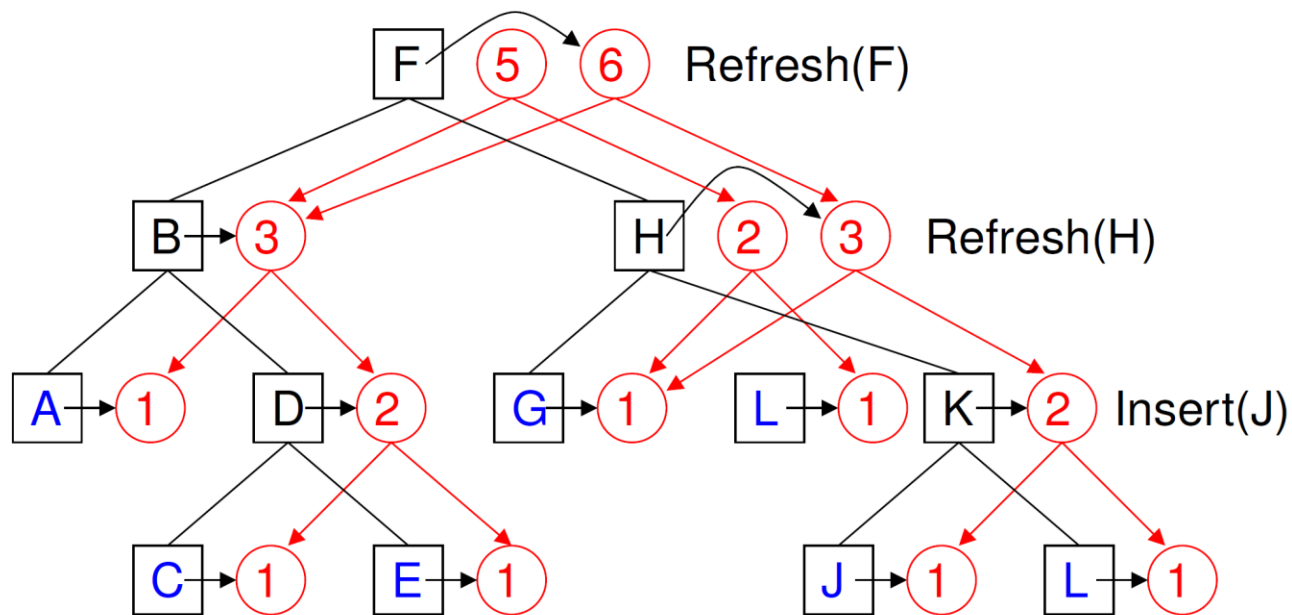 F 5 6 Refresh(F)
B 3 H 2 3 Refresh(H)
A 1 D 2 G 1 L 1 K 2 Insert(J)
C 1 E 1 J 1 L 1